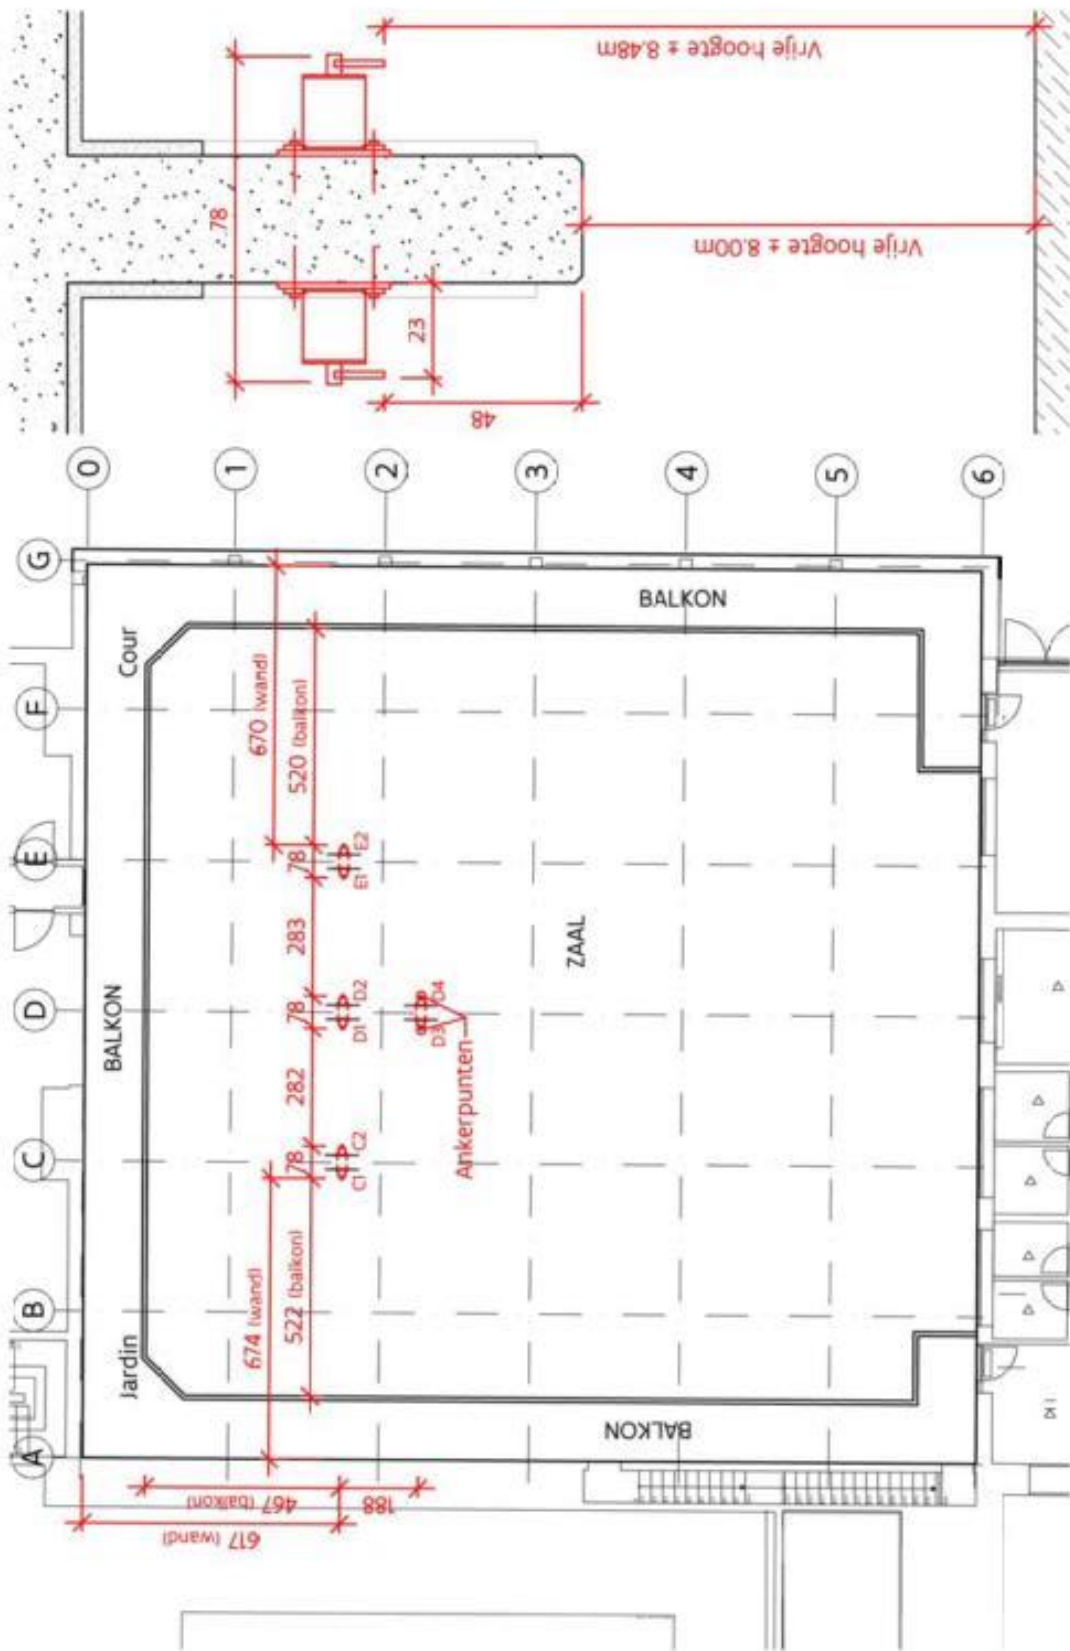 Vrije hoogte ± 8.48m
78
Vrije hoogte ± 8.00m
23
48
0
1
2
3
4
5
6
G
F
E
D
C
B
A
Cour
BALKON
670 (wand)
520 (balkon)
78
E2
E1
283
ZAAL
BALKON
78
D2
D1
D4
D3
Ankerpunten
282
78
C2
C1
674 (wand)
522 (balkon)
Jardin
BALKON
467 (balkon)
188
617 (wand)